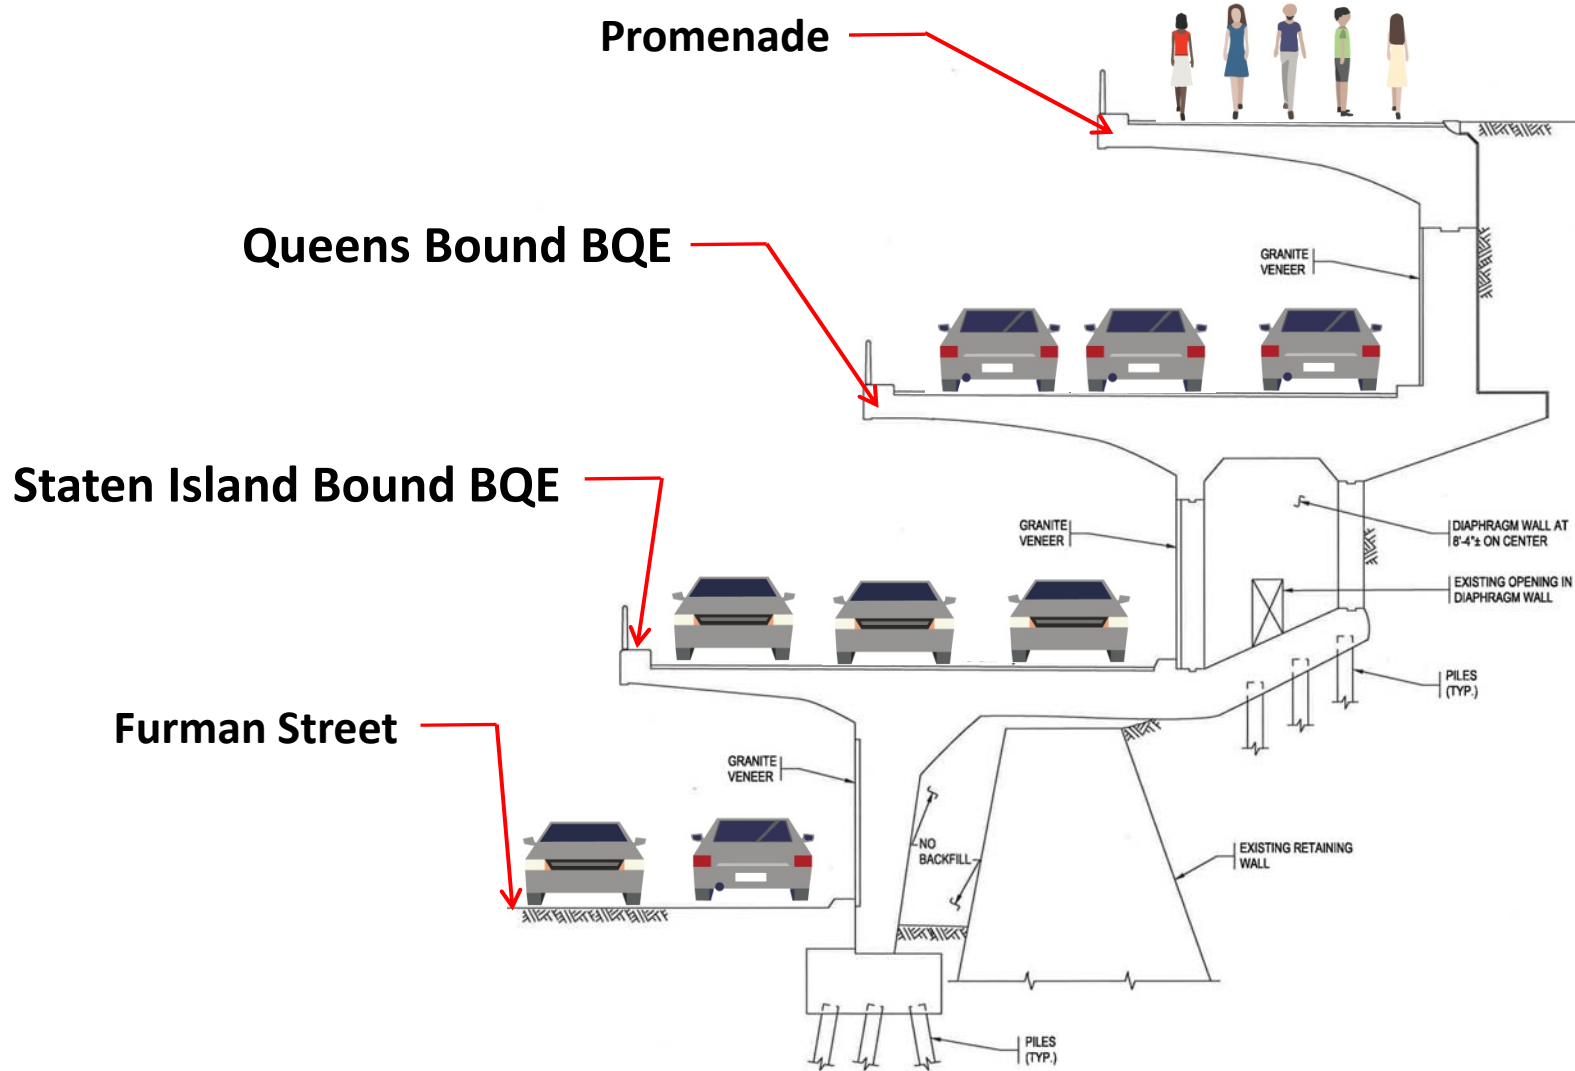 Promenade
Queens Bound BQE
GRANITE
VENEER
Staten Island Bound BQE
GRANITE
VENEER
DIAPHRAGM WALL AT
8'-4"± ON CENTER
EXISTING OPENING IN
DIAPHRAGM WALL
PILES
(TYP.)
Furman Street
GRANITE
VENEER
NO
BACKFILL
EXISTING RETAINING
WALL
PILES
(TYP.)